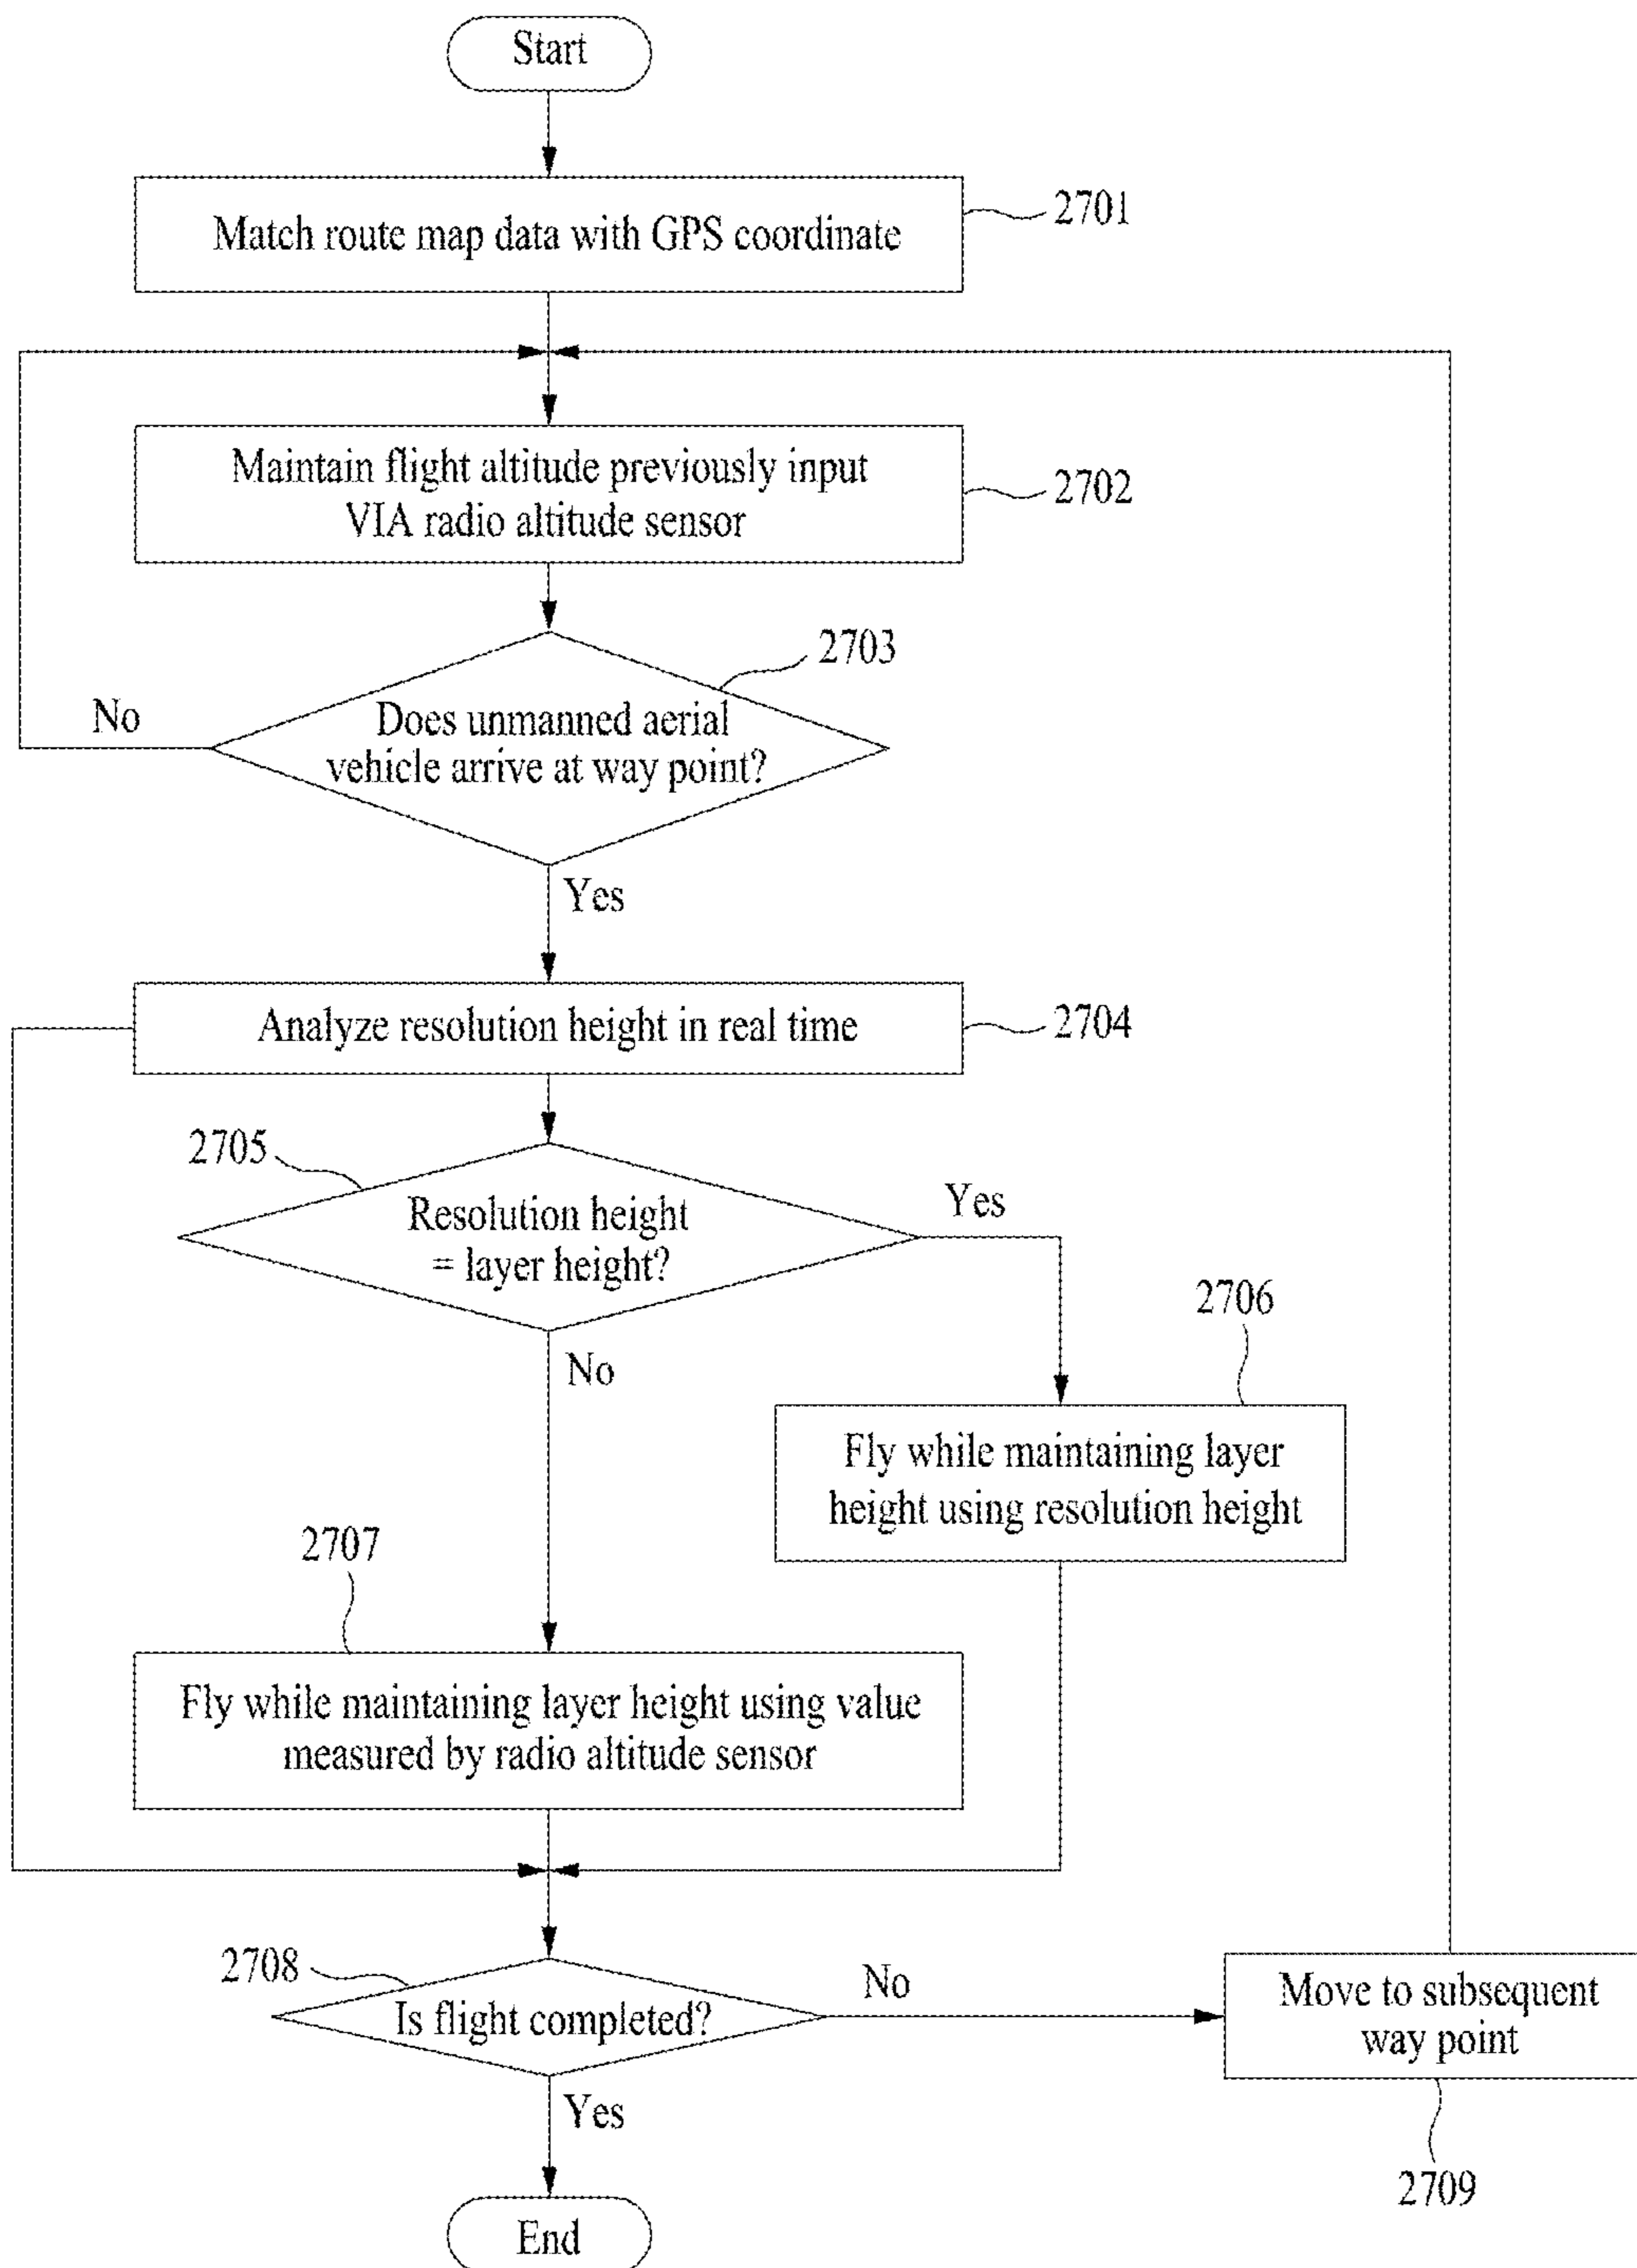 Start
Match route map data with GPS coordinate
2701
Maintain flight altitude previously input
VIA radio altitude sensor
2702
2703
Does unmanned aerial
vehicle arrive at way point?
No
Yes
Analyze resolution height in real time
2704
2705
Resolution height
= layer height?
Yes
No
2706
Fly while maintaining layer
height using resolution height
2707
Fly while maintaining layer height using value
measured by radio altitude sensor
2708
Is flight completed?
No
Move to subsequent
way point
2709
Yes
End